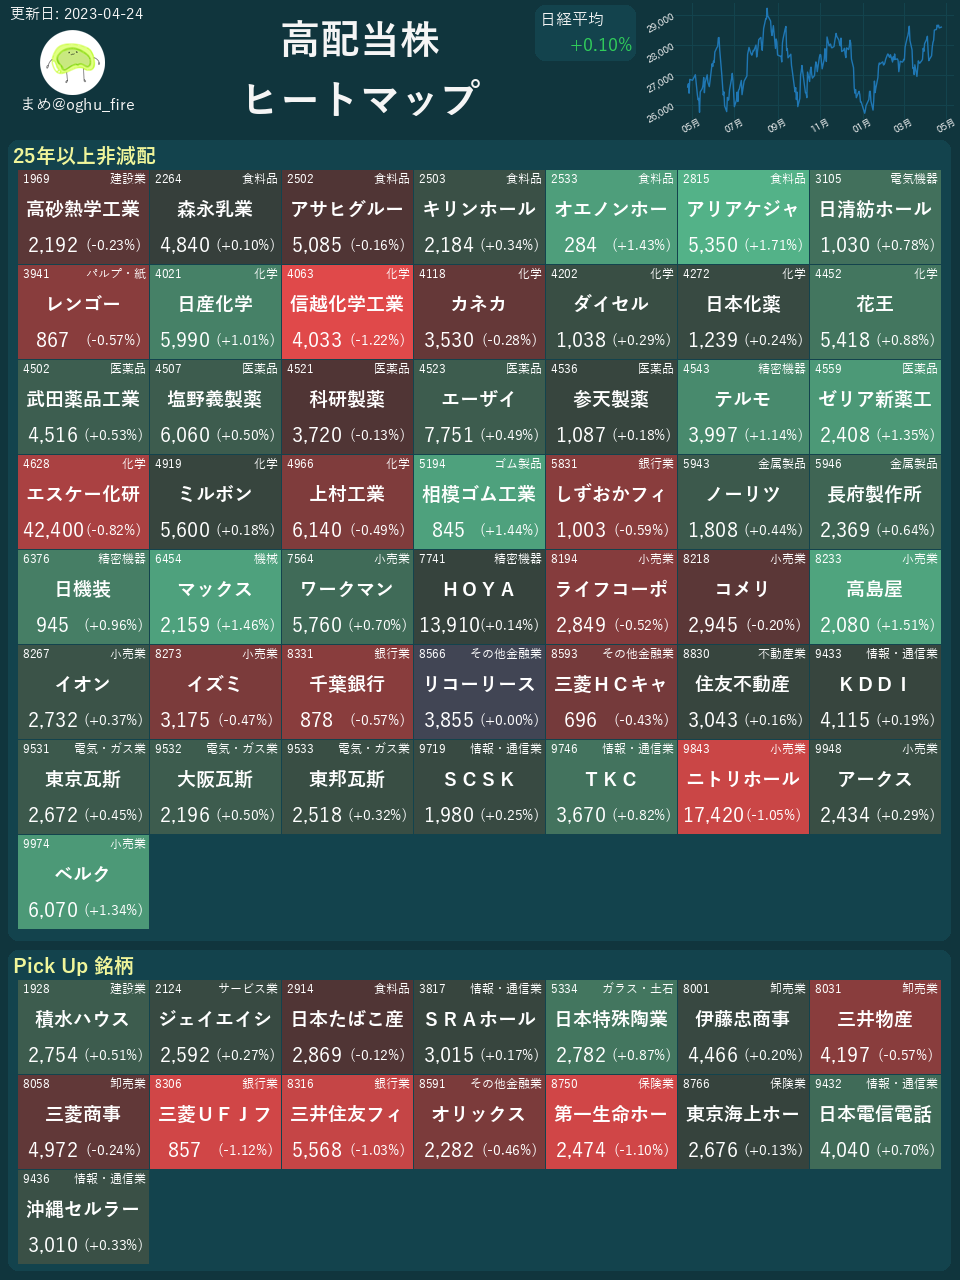 更新日: 2023-04-24
まめ@oghu_fire
高配当株
ヒートマップ
日経平均
+0.10%
29,000
28,000
27,000
26,000
05月 07月 09月 11月 01月 03月 05月
25年以上非減配
1969 建設業
高砂熱学工業
2,192 (-0.23%)
2264 食料品
森永乳業
4,840 (+0.10%)
2502 食料品
アサヒグルー
5,085 (-0.16%)
2503 食料品
キリンホール
2,184 (+0.34%)
2533 食料品
オエノンホー
284 (+1.43%)
2815 食料品
アリアケジャ
5,350 (+1.71%)
3105 電気機器
日清紡ホール
1,030 (+0.78%)
3941 パルプ・紙
レンゴー
867 (-0.57%)
4021 化学
日産化学
5,990 (+1.01%)
4063 化学
信越化学工業
4,033 (-1.22%)
4118 化学
カネカ
3,530 (-0.28%)
4202 化学
ダイセル
1,038 (+0.29%)
4272 化学
日本化薬
1,239 (+0.24%)
4452 化学
花王
5,418 (+0.88%)
4502 医薬品
武田薬品工業
4,516 (+0.53%)
4507 医薬品
塩野義製薬
6,060 (+0.50%)
4521 医薬品
科研製薬
3,720 (-0.13%)
4523 医薬品
エーザイ
7,751 (+0.49%)
4536 医薬品
参天製薬
1,087 (+0.18%)
4543 精密機器
テルモ
3,997 (+1.14%)
4559 医薬品
ゼリア新薬工
2,408 (+1.35%)
4628 化学
エスケー化研
42,400 (-0.82%)
4919 化学
ミルボン
5,600 (+0.18%)
4966 化学
上村工業
6,140 (-0.49%)
5194 ゴム製品
相模ゴム工業
845 (+1.44%)
5831 銀行業
しずおかフィ
1,003 (-0.59%)
5943 金属製品
ノーリツ
1,808 (+0.44%)
5946 金属製品
長府製作所
2,369 (+0.64%)
6376 精密機器
日機装
945 (+0.96%)
6454 機械
マックス
2,159 (+1.46%)
7564 小売業
ワークマン
5,760 (+0.70%)
7741 精密機器
ＨＯＹＡ
13,910 (+0.14%)
8194 小売業
ライフコーポ
2,849 (-0.52%)
8218 小売業
コメリ
2,945 (-0.20%)
8233 小売業
高島屋
2,080 (+1.51%)
8267 小売業
イオン
2,732 (+0.37%)
8273 小売業
イズミ
3,175 (-0.47%)
8331 銀行業
千葉銀行
878 (-0.57%)
8566 その他金融業
リコーリース
3,855 (+0.00%)
8593 その他金融業
三菱ＨＣキャ
696 (-0.43%)
8830 不動産業
住友不動産
3,043 (+0.16%)
9433 情報・通信業
ＫＤＤＩ
4,115 (+0.19%)
9531 電気・ガス業
東京瓦斯
2,672 (+0.45%)
9532 電気・ガス業
大阪瓦斯
2,196 (+0.50%)
9533 電気・ガス業
東邦瓦斯
2,518 (+0.32%)
9719 情報・通信業
ＳＣＳＫ
1,980 (+0.25%)
9746 情報・通信業
ＴＫＣ
3,670 (+0.82%)
9843 小売業
ニトリホール
17,420 (-1.05%)
9948 小売業
アークス
2,434 (+0.29%)
9974 小売業
ベルク
6,070 (+1.34%)
Pick Up 銘柄
1928 建設業
積水ハウス
2,754 (+0.51%)
2124 サービス業
ジェイエイシ
2,592 (+0.27%)
2914 食料品
日本たばこ産
2,869 (-0.12%)
3817 情報・通信業
ＳＲＡホール
3,015 (+0.17%)
5334 ガラス・土石
日本特殊陶業
2,782 (+0.87%)
8001 卸売業
伊藤忠商事
4,466 (+0.20%)
8031 卸売業
三井物産
4,197 (-0.57%)
8058 卸売業
三菱商事
4,972 (-0.24%)
8306 銀行業
三菱ＵＦＪフ
857 (-1.12%)
8316 銀行業
三井住友フィ
5,568 (-1.03%)
8591 その他金融業
オリックス
2,282 (-0.46%)
8750 保険業
第一生命ホー
2,474 (-1.10%)
8766 保険業
東京海上ホー
2,676 (+0.13%)
9432 情報・通信業
日本電信電話
4,040 (+0.70%)
9436 情報・通信業
沖縄セルラー
3,010 (+0.33%)